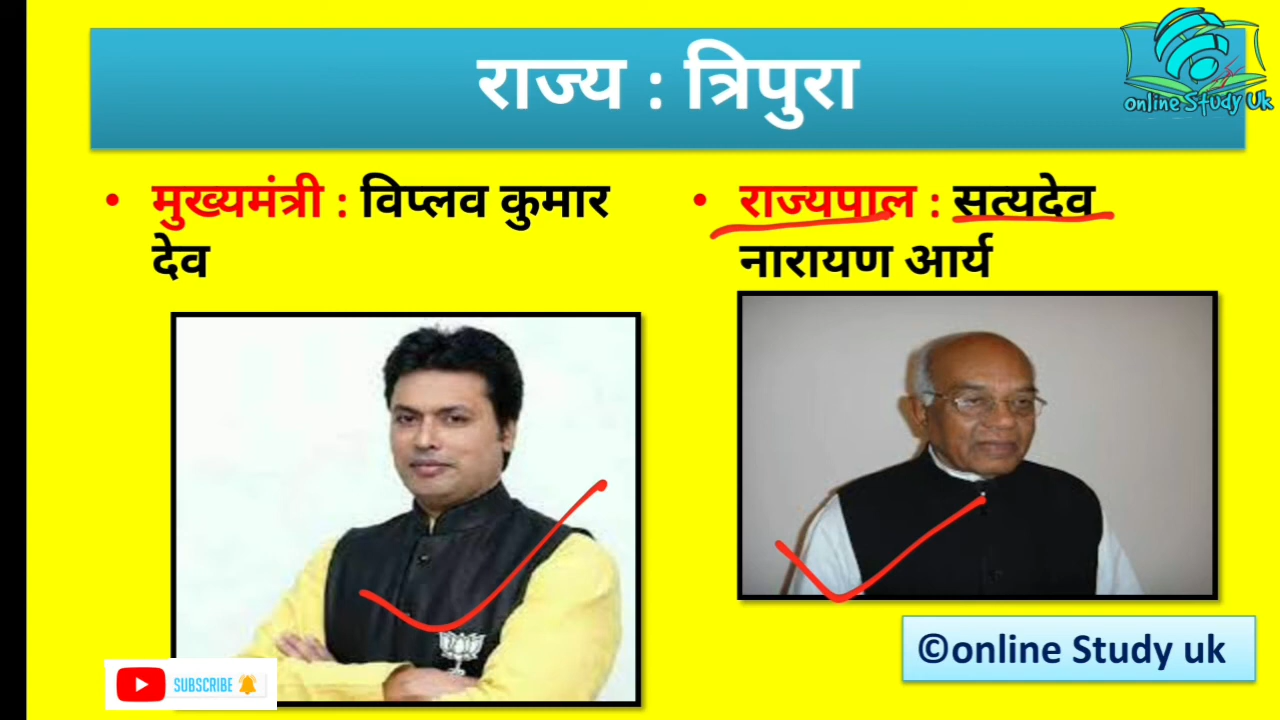 राज्य : त्रिपुरा
online Study Uk
• मुख्यमंत्री : विप्लव कुमार
देव
• राज्यपाल : सत्यदेव
नारायण आर्य
SUBSCRIBE
©online Study uk